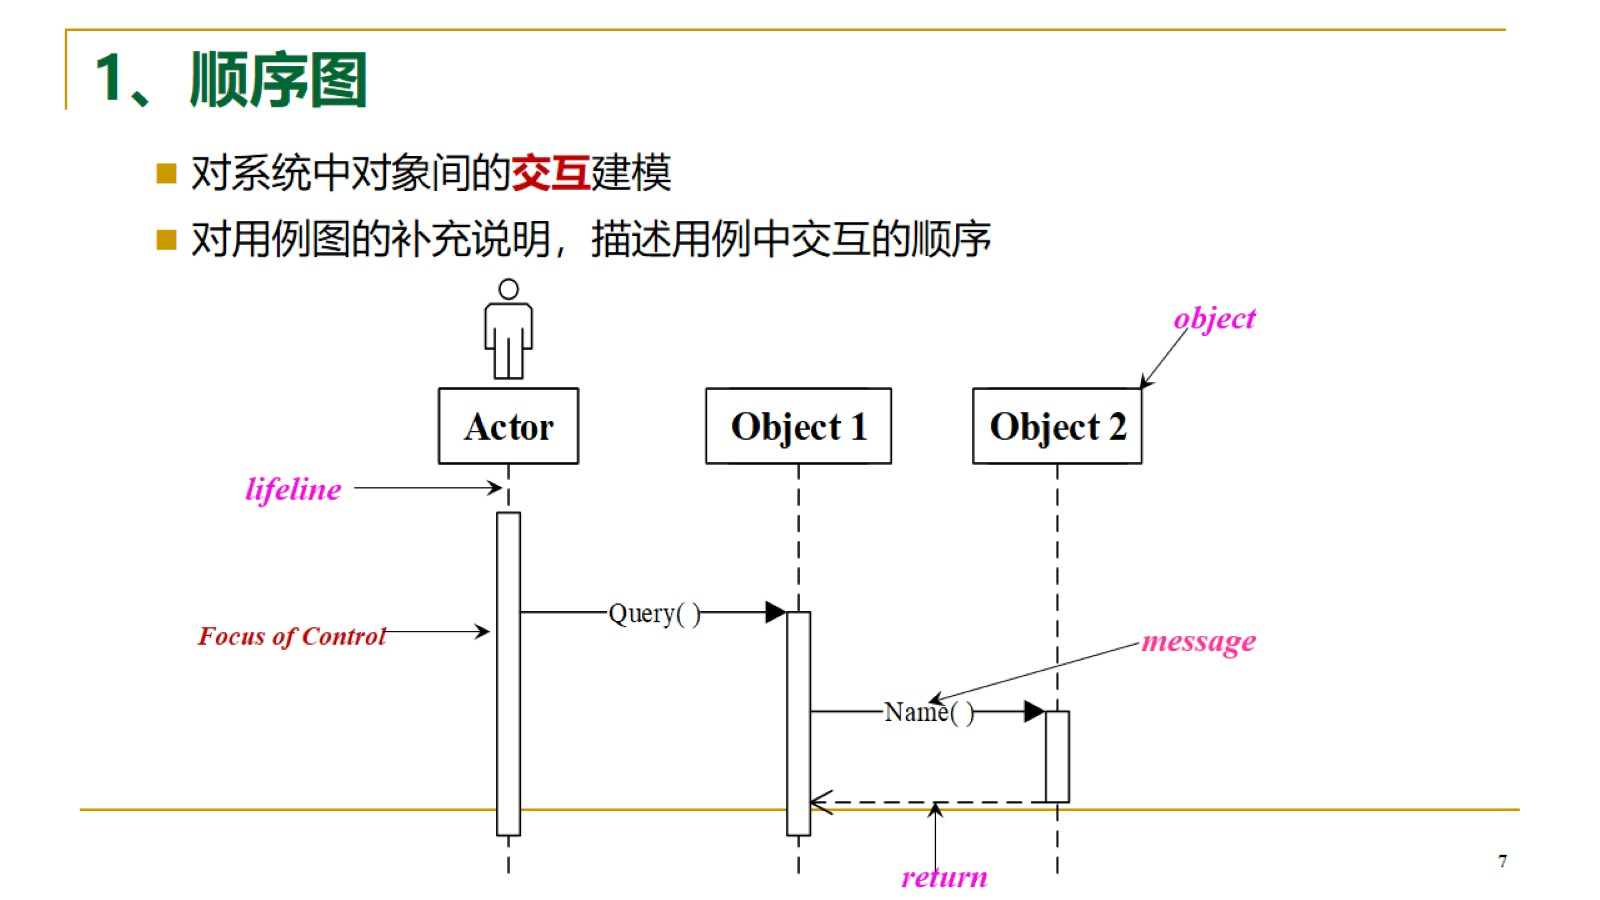 1、顺序图
对系统中对象间的交互建模
对用例图的补充说明，描述用例中交互的顺序
object
Actor
Object 1
Object 2
lifeline
Query( )
Focus of Control
message
Name( )
return
7